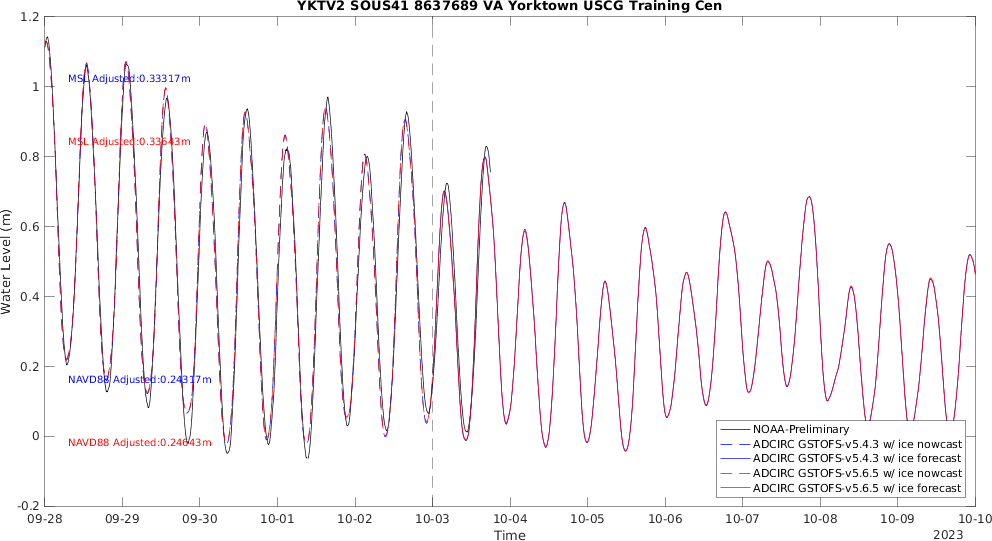 YKTV2 SOUS41 8637689 VA Yorktown USCG Training Cen
Water Level (m)
1.2
1
0.8
0.6
0.4
0.2
0
-0.2
MSL Adjusted:0.33317m
MSL Adjusted:0.33643m
NAVD88 Adjusted:0.24317m
NAVD88 Adjusted:0.24643m
NOAA-Preliminary
ADCIRC GSTOFS-v5.4.3 w/ ice nowcast
ADCIRC GSTOFS-v5.4.3 w/ ice forecast
ADCIRC GSTOFS-v5.6.5 w/ ice nowcast
ADCIRC GSTOFS-v5.6.5 w/ ice forecast
09-28 09-29 09-30 10-01 10-02 10-03 10-04 10-05 10-06 10-07 10-08 10-09 10-10
Time
2023